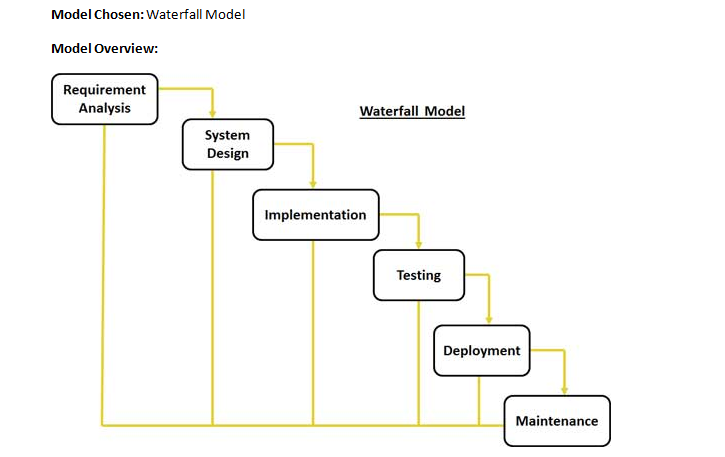 Model Chosen: Waterfall Model
Model Overview:
Requirement
Analysis
Waterfall Model
System
Design
Implementation
Testing
Deployment
Maintenance